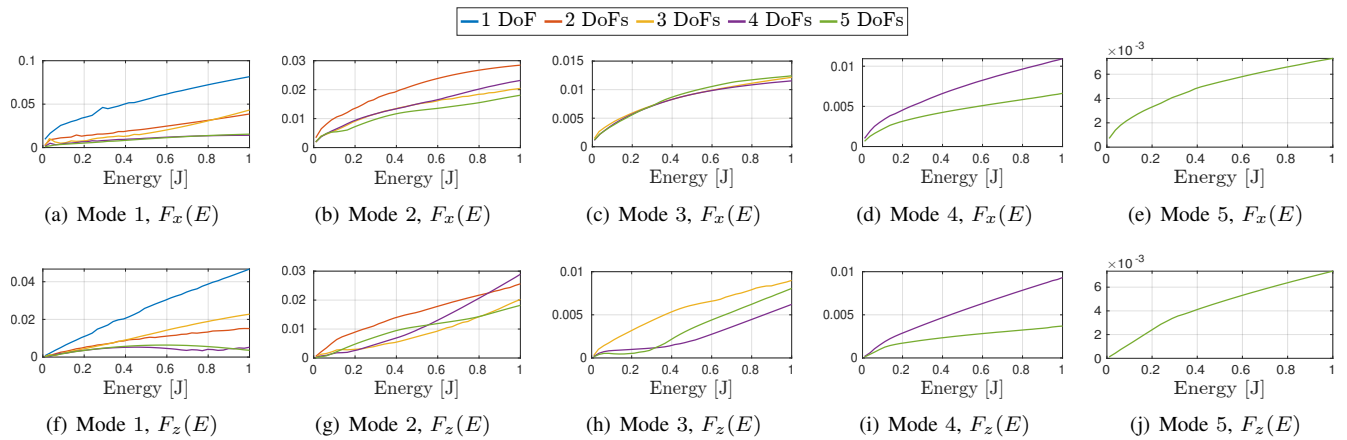 1 DoF 2 DoFs 3 DoFs 4 DoFs 5 DoFs
0.1
0.05
0
0 0.2 0.4 0.6 0.8 1
Energy [J]
(a) Mode 1, F_x(E)
0.03
0.02
0.01
0
0 0.2 0.4 0.6 0.8 1
Energy [J]
(b) Mode 2, F_x(E)
0.015
0.01
0.005
0
0 0.2 0.4 0.6 0.8 1
Energy [J]
(c) Mode 3, F_x(E)
0.01
0.005
0
0 0.2 0.4 0.6 0.8 1
Energy [J]
(d) Mode 4, F_x(E)
×10⁻³
6
4
2
0
0 0.2 0.4 0.6 0.8 1
Energy [J]
(e) Mode 5, F_x(E)
0.04
0.02
0
0 0.2 0.4 0.6 0.8 1
Energy [J]
(f) Mode 1, F_z(E)
0.03
0.02
0.01
0
0 0.2 0.4 0.6 0.8 1
Energy [J]
(g) Mode 2, F_z(E)
0.01
0.005
0
0 0.2 0.4 0.6 0.8 1
Energy [J]
(h) Mode 3, F_z(E)
0.01
0.005
0
0 0.2 0.4 0.6 0.8 1
Energy [J]
(i) Mode 4, F_z(E)
×10⁻³
6
4
2
0
0 0.2 0.4 0.6 0.8 1
Energy [J]
(j) Mode 5, F_z(E)